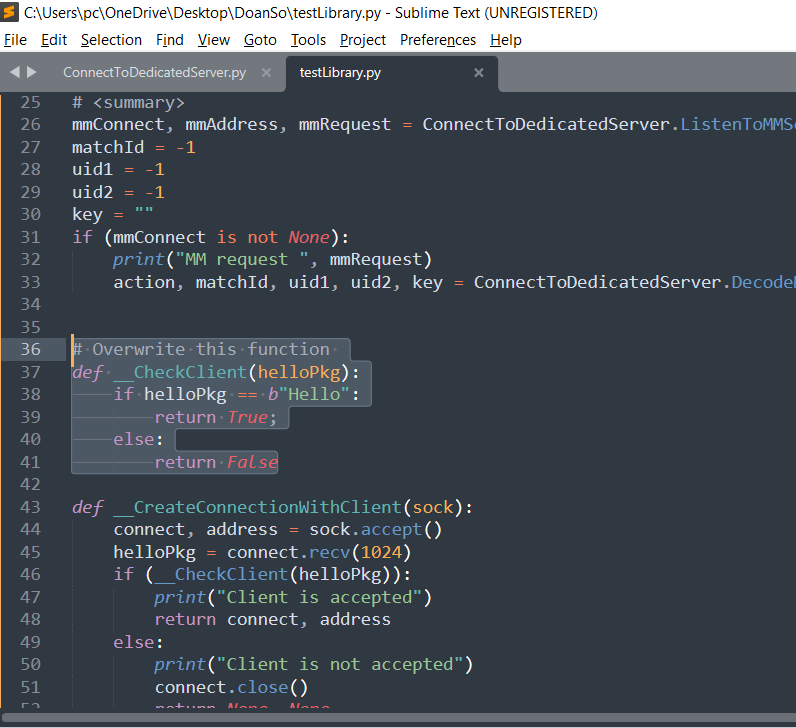 C:\Users\pc\OneDrive\Desktop\DoanSo\testLibrary.py - Sublime Text (UNREGISTERED)
File Edit Selection Find View Goto Tools Project Preferences Help
ConnectToDedicatedServer.py × testLibrary.py ×
25 # <summary>
26 mmConnect, mmAddress, mmRequest = ConnectToDedicatedServer.ListenToMMSe
27 matchId = -1
28 uid1 = -1
29 uid2 = -1
30 key = ""
31 if (mmConnect is not None):
32 print("MM request ", mmRequest)
33 action, matchId, uid1, uid2, key = ConnectToDedicatedServer.Decode
34
35
36 # Overwrite this function
37 def __CheckClient(helloPkg):
38 if helloPkg == b"Hello":
39 return True;
40 else:
41 return False
42
43 def __CreateConnectionWithClient(sock):
44 connect, address = sock.accept()
45 helloPkg = connect.recv(1024)
46 if (__CheckClient(helloPkg)):
47 print("Client is accepted")
48 return connect, address
49 else:
50 print("Client is not accepted")
51 connect.close()
52 return None, None